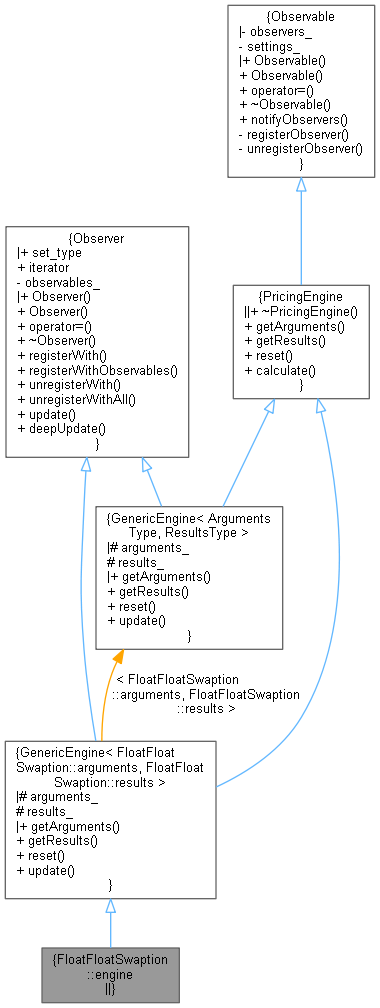 {Observable
|- observers_
- settings_
|+ Observable()
+ Observable()
+ operator=()
+ ~Observable()
+ notifyObservers()
- registerObserver()
- unregisterObserver()
}
{Observer
|+ set_type
+ iterator
- observables_
|+ Observer()
+ Observer()
+ operator=()
+ ~Observer()
+ registerWith()
+ registerWithObservables()
+ unregisterWith()
+ unregisterWithAll()
+ update()
+ deepUpdate()
}
{PricingEngine
||+ ~PricingEngine()
+ getArguments()
+ getResults()
+ reset()
+ calculate()
}
{GenericEngine< Arguments
Type, ResultsType >
|# arguments_
# results_
|+ getArguments()
+ getResults()
+ reset()
+ update()
}
< FloatFloatSwaption
::arguments, FloatFloatSwaption
::results >
{GenericEngine< FloatFloat
Swaption::arguments, FloatFloat
Swaption::results >
|# arguments_
# results_
|+ getArguments()
+ getResults()
+ reset()
+ update()
}
{FloatFloatSwaption
::engine
||}